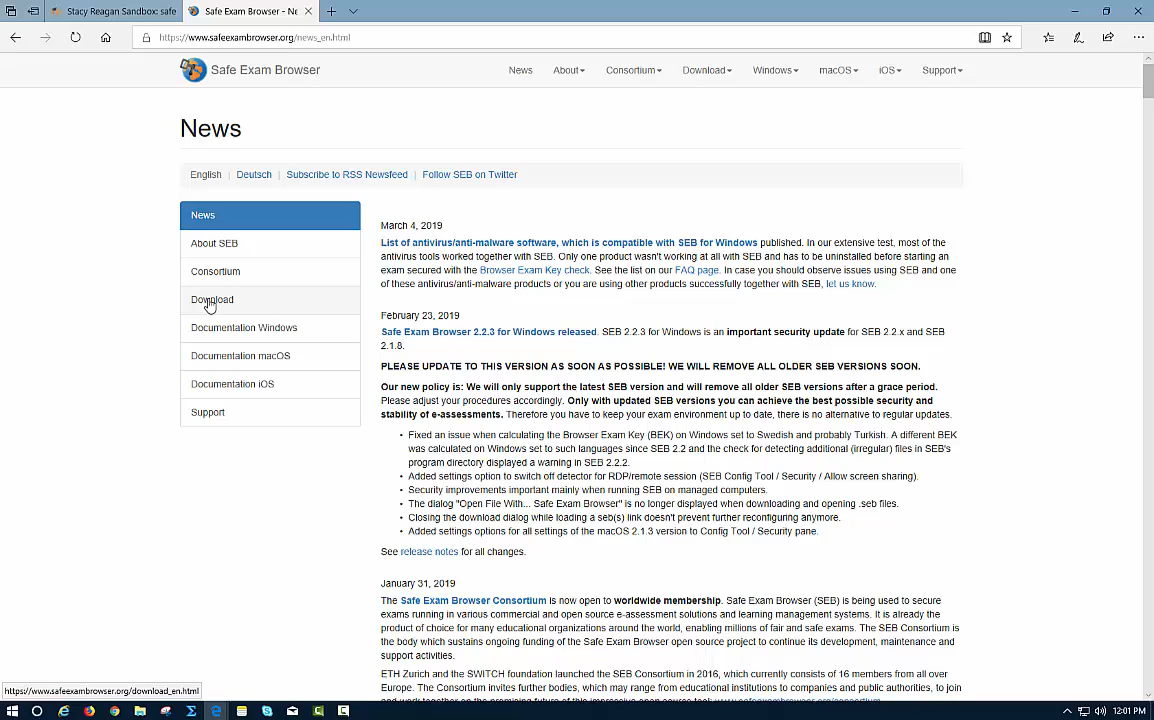 Stacy Reagan Sandbox: safe
Safe Exam Browser - Ne
https://www.safeexambrowser.org/news_en.html
Safe Exam Browser
News
About
Consortium
Download
Windows
macOS
iOS
Support
News
English | Deutsch | Subscribe to RSS Newsfeed | Follow SEB on Twitter
News
About SEB
Consortium
Download
Documentation Windows
Documentation macOS
Documentation iOS
Support
March 4, 2019
List of antivirus/anti-malware software, which is compatible with SEB for Windows published. In our extensive test, most of the
antivirus tools worked together with SEB. Only one product wasn't working at all with SEB and has to be uninstalled before starting an
exam secured with the Browser Exam Key check. See the list on our FAQ page. In case you should observe issues using SEB and one
of these antivirus/anti-malware products or you are using other products successfully together with SEB, let us know.
February 23, 2019
Safe Exam Browser 2.2.3 for Windows released. SEB 2.2.3 for Windows is an important security update for SEB 2.2.x and SEB
2.1.8.
PLEASE UPDATE TO THIS VERSION AS SOON AS POSSIBLE! WE WILL REMOVE ALL OLDER SEB VERSIONS SOON.
Our new policy is: We will only support the latest SEB version and will remove all older SEB versions after a grace period.
Please adjust your procedures accordingly. Only with updated SEB versions you can achieve the best possible security and
stability of e-assessments. Therefore you have to keep your exam environment up to date, there is no alternative to regular updates.
• Fixed an issue when calculating the Browser Exam Key (BEK) on Windows set to Swedish and probably Turkish. A different BEK
was calculated on Windows set to such languages since SEB 2.2 and the check for detecting additional (irregular) files in SEB's
program directory displayed a warning in SEB 2.2.2.
• Added settings option to switch off detector for RDP/remote session (SEB Config Tool / Security / Allow screen sharing).
• Security improvements important mainly when running SEB on managed computers.
• The dialog "Open File With... Safe Exam Browser" is no longer displayed when downloading and opening .seb files.
• Closing the download dialog while loading a seb(s) link doesn't prevent further reconfiguring anymore.
• Added settings options for all settings of the macOS 2.1.3 version to Config Tool / Security pane.
See release notes for all changes.
January 31, 2019
The Safe Exam Browser Consortium is now open to worldwide membership. Safe Exam Browser (SEB) is being used to secure
exams running in various commercial and open source e-assessment solutions and learning management systems. It is already the
product of choice for many educational organizations around the world, enabling millions of fair and safe exams. The SEB Consortium is
the body which sustains ongoing funding of the Safe Exam Browser open source project to continue its development, maintenance and
support activities.
ETH Zurich and the SWITCH foundation launched the SEB Consortium in 2016, which currently consists of 16 members from all over
Europe. The Consortium invites further bodies, which may range from educational institutions to companies and public authorities, to join
https://www.safeexambrowser.org/download_en.html
12:01 PM